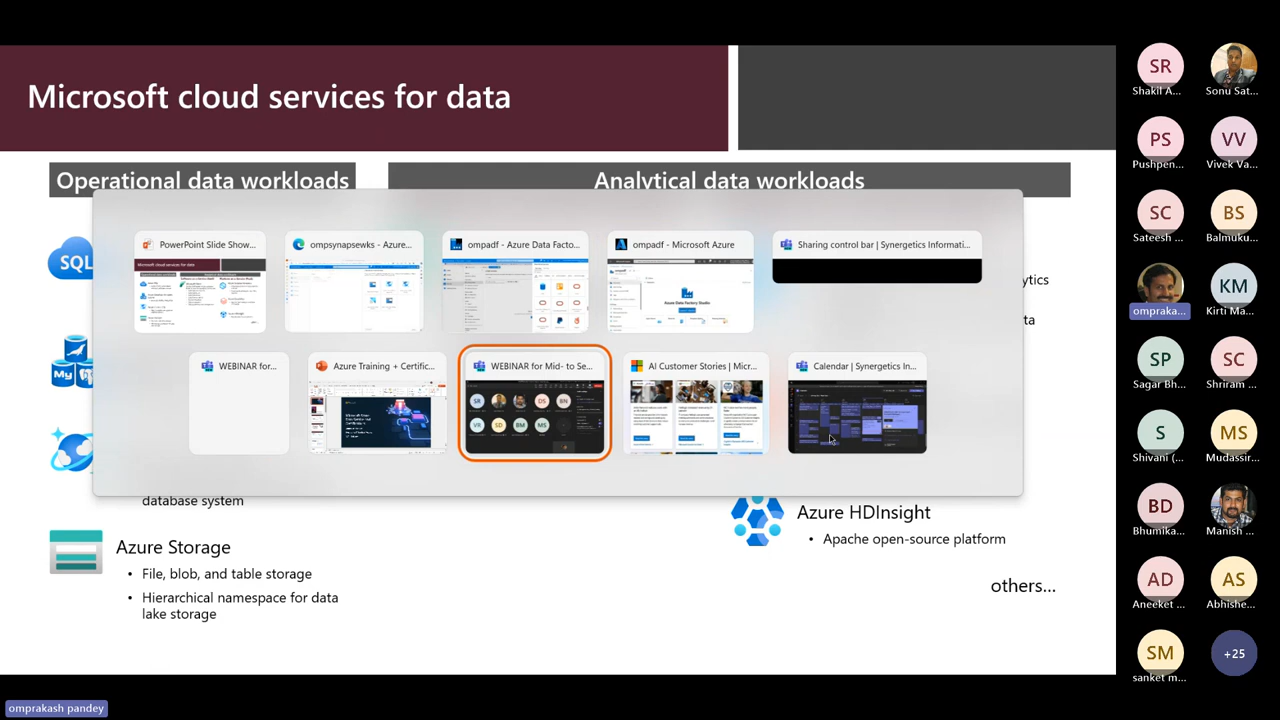 Microsoft cloud services for data
Operational data workloads
Analytical data workloads
PowerPoint Slide Show...
ompsynapsewks - Azure...
ompadf - Azure Data Facto...
ompadf - Microsoft Azure
Sharing control bar | Synergetics Informati...
WEBINAR for...
Azure Training + Certific...
WEBINAR for Mid- to Se...
AI Customer Stories | Micr...
Calendar | Synergetics In...
SQL
My
ytics
ta
database system
Azure Storage
• File, blob, and table storage
• Hierarchical namespace for data
lake storage
Azure HDInsight
• Apache open-source platform
others...
SR
Shakil A...
Sonu Sat...
PS
Pushpen...
VV
Vivek Va...
SC
Sateesh ...
BS
Balmuku...
ompraka...
KM
Kirti Ma...
SP
Sagar Bh...
SC
Shriram ...
S
Shivani (...
MS
Mudassir...
BD
Bhumika...
Manish ...
AD
Aneeket ...
AS
Abhishe...
SM
sanket m...
+25
omprakash pandey